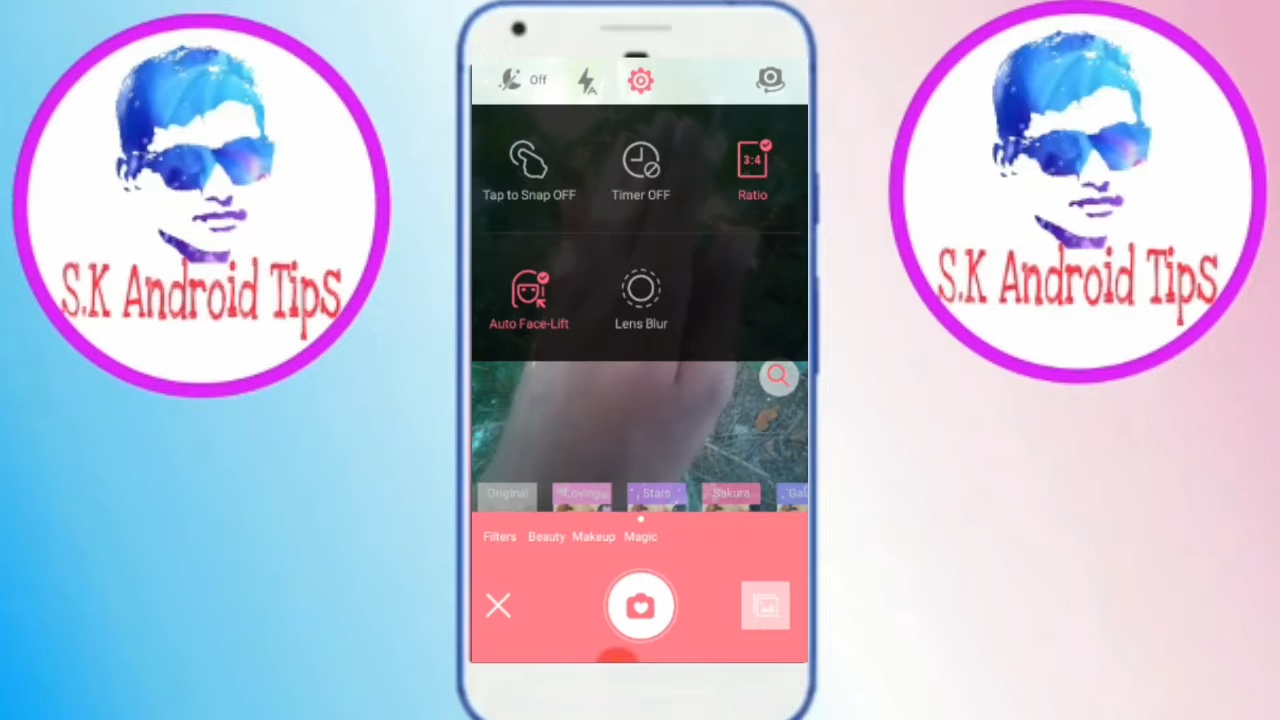 Off
A
Tap to Snap OFF
Timer OFF
3:4
Ratio
Auto Face-Lift
Lens Blur
S.K Android Tips
S.K Android Tips
Original
Loving
Stars
Sakura
Gal
Filters
Beauty
Makeup
Magic